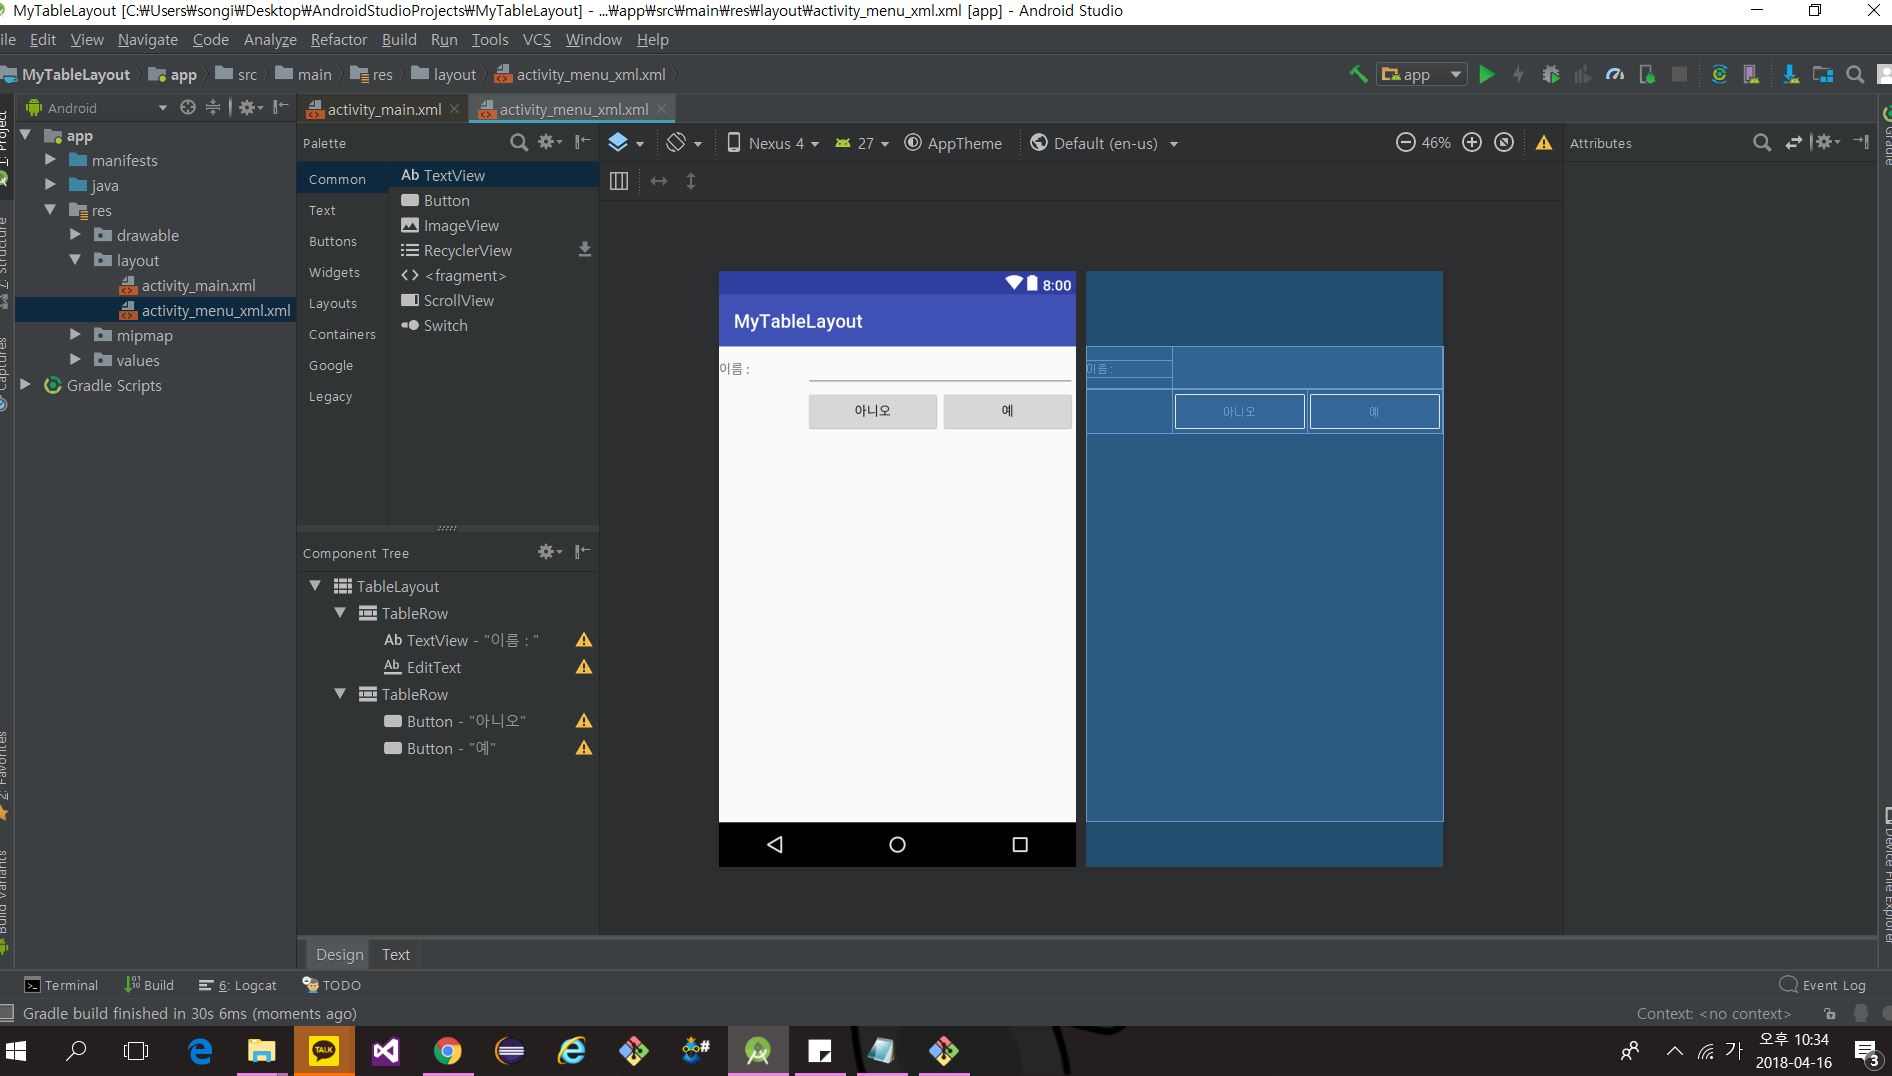 MyTableLayout [C:₩Users₩songi₩Desktop₩AndroidStudioProjects₩MyTableLayout] - ...₩app₩src₩main₩res₩layout₩activity_menu_xml.xml [app] - Android Studio
ile Edit View Navigate Code Analyze Refactor Build Run Tools VCS Window Help
MyTableLayout app src main res layout activity_menu_xml.xml
app
Android
activity_main.xml
activity_menu_xml.xml
1: Project
Z: Structure
Captures
2: Favorites
Build Variants
app
manifests
java
res
drawable
layout
activity_main.xml
activity_menu_xml.xml
mipmap
values
Gradle Scripts
Palette
Common
Text
Buttons
Widgets
Layouts
Containers
Google
Legacy
Ab TextView
Button
ImageView
RecyclerView
<fragment>
ScrollView
Switch
Component Tree
TableLayout
TableRow
Ab TextView - "이름 : "
Ab EditText
TableRow
Button - "아니오"
Button - "예"
Nexus 4 27 AppTheme Default (en-us) 46%
8:00
MyTableLayout
이름 :
아니오 예
이름 :
아니오 예
Attributes
Gradle
Device File Explorer
Design Text
Terminal Build 6: Logcat TODO Event Log
Gradle build finished in 30s 6ms (moments ago) Context: <no context>
TALK
#
가
오후 10:34
2018-04-16
3